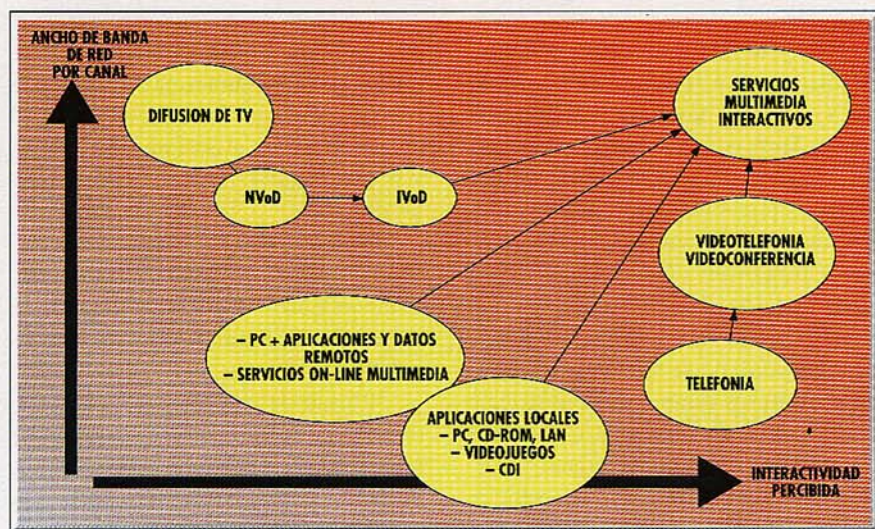 ANCHO DE BANDA
DE RED
POR CANAL
DIFUSION DE TV
SERVICIOS
MULTIMEDIA
INTERACTIVOS
NVoD
IVoD
VIDEOTELEFONIA
VIDEOCONFERENCIA
– PC + APLICACIONES Y DATOS
REMOTOS
– SERVICIOS ON-LINE MULTIMEDIA
TELEFONIA
APLICACIONES LOCALES
– PC, CD-ROM, LAN
– VIDEOJUEGOS
– CDI
INTERACTIVIDAD
PERCIBIDA